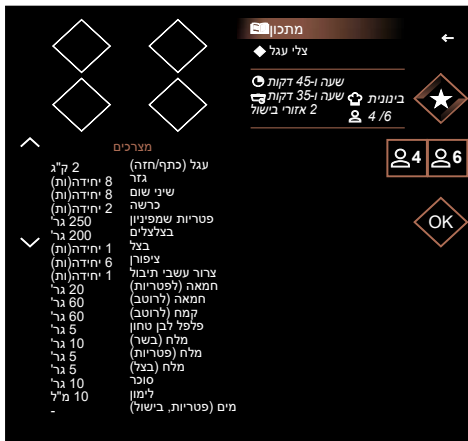 מתכון
צלי עגל
שעה ו-45 דקות
בינונית שעה ו-35 דקות
4 /6 2 אזורי בישול
4 6
OK
מצרכים
עגל (כתף/חזה) 2 ק"ג
גזר 8 יחידה(ות)
שיני שום 8 יחידה(ות)
כרשה 2 יחידה(ות)
פטריות שמפיניון 250 גר'
בצלצלים 200 גר'
בצל 1 יחידה(ות)
ציפורן 6 יחידה(ות)
צרור עשבי תיבול 1 יחידה(ות)
חמאה (לפטריות) 20 גר'
חמאה (לרוטב) 60 גר'
קמח (לרוטב) 60 גר'
פלפל לבן טחון 5 גר'
מלח (בשר) 10 גר'
מלח (פטריות) 5 גר'
מלח (בצל) 5 גר'
סוכר 10 גר'
לימון 10 מ"ל
מים (פטריות, בישול) -